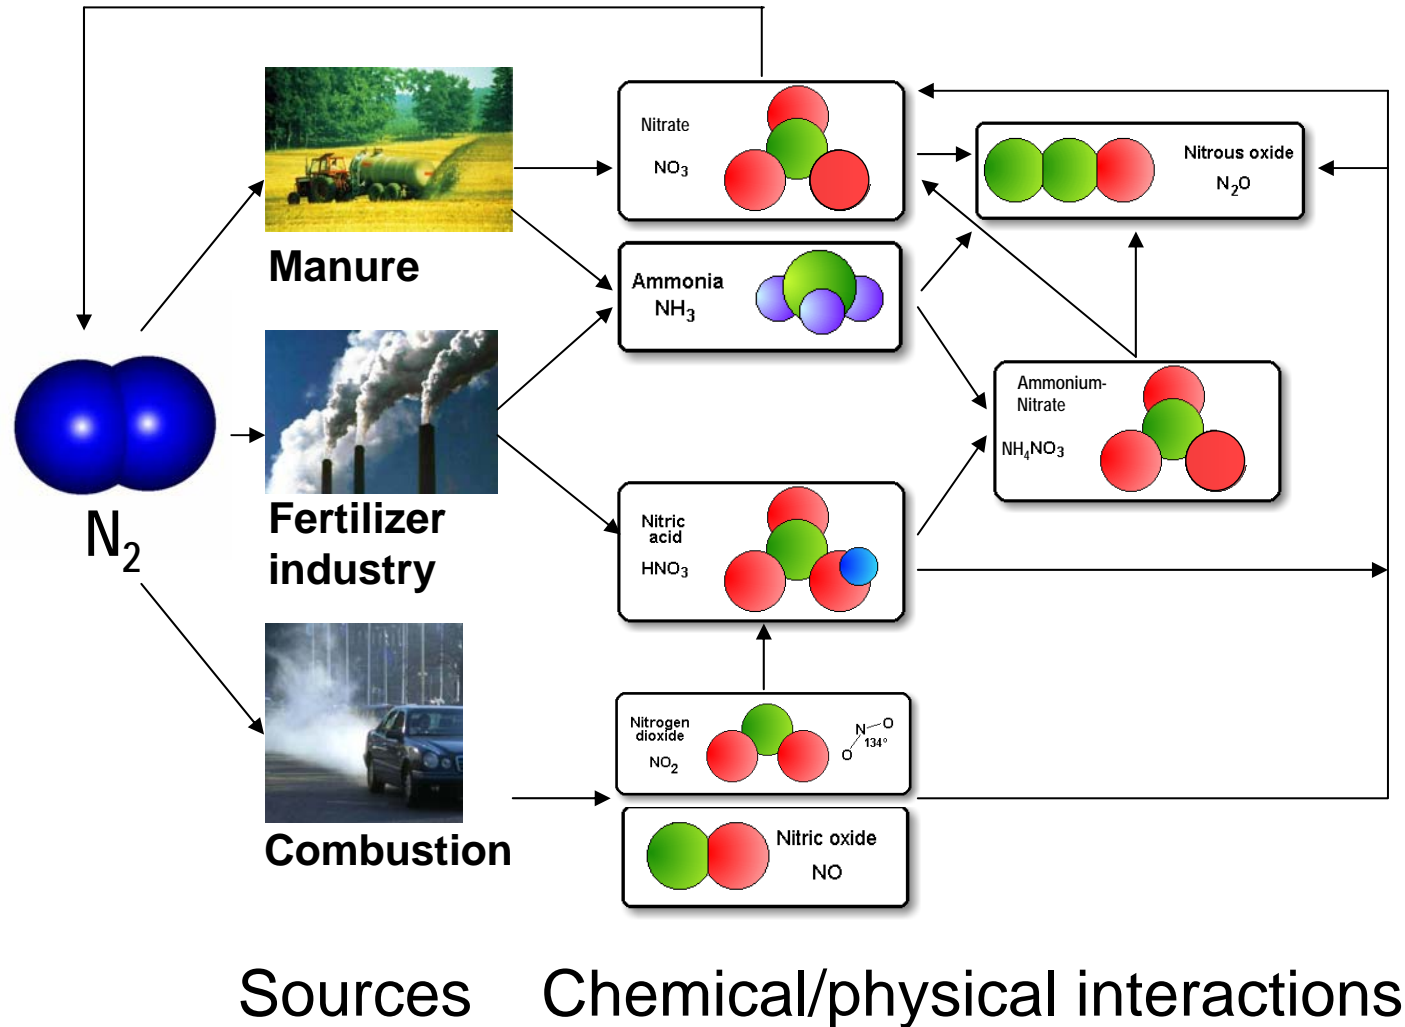 Nitrate
NO3
Nitrous oxide
N2O
Manure
Ammonia
NH3
Ammonium-
Nitrate
NH4NO3
N2
Fertilizer
industry
Nitric
acid
HNO3
Nitrogen
dioxide
NO2
N
O
O
134°
Combustion
Nitric oxide
NO
Sources
Chemical/physical interactions